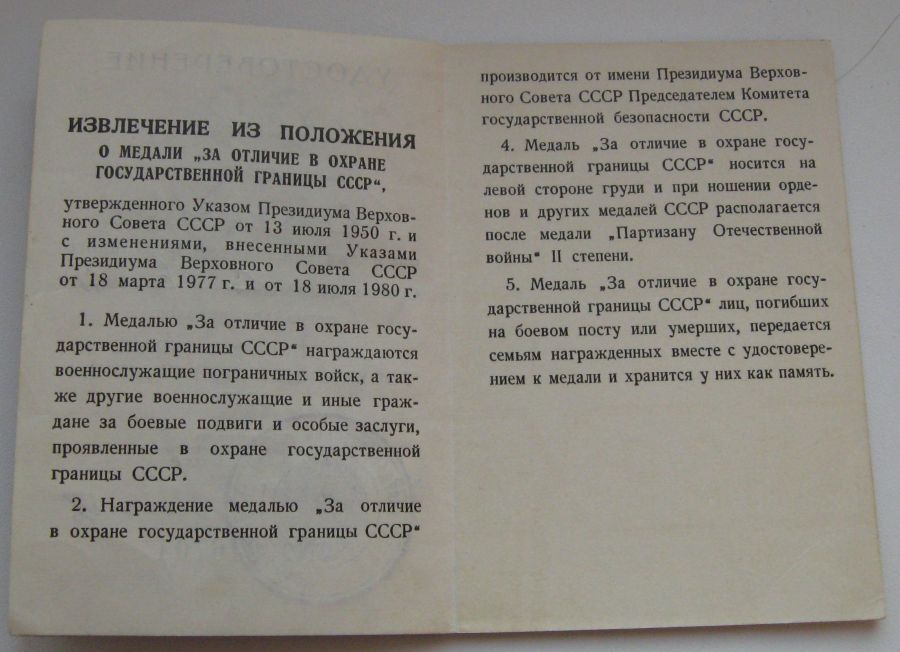 ИЗВЛЕЧЕНИЕ ИЗ ПОЛОЖЕНИЯ
О МЕДАЛИ „ЗА ОТЛИЧИЕ В ОХРАНЕ
ГОСУДАРСТВЕННОЙ ГРАНИЦЫ СССР“,
утвержденного Указом Президиума Верхов-
ного Совета СССР от 13 июля 1950 г. и
с изменениями, внесенными Указами
Президиума Верховного Совета СССР
от 18 марта 1977 г. и от 18 июля 1980 г.
1. Медалью „За отличие в охране госу-
дарственной границы СССР“ награждаются
военнослужащие пограничных войск, а так-
же другие военнослужащие и иные граж-
дане за боевые подвиги и особые заслуги,
проявленные в охране государственной
границы СССР.
2. Награждение медалью „За отличие
в охране государственной границы СССР“
производится от имени Президиума Верхов-
ного Совета СССР Председателем Комитета
государственной безопасности СССР.
4. Медаль „За отличие в охране госу-
дарственной границы СССР“ носится на
левой стороне груди и при ношении орде-
нов и других медалей СССР располагается
после медали „Партизану Отечественной
войны“ II степени.
5. Медаль „За отличие в охране го­су-
дарственной границы СССР“ лиц, погибших
на боевом посту или умерших, передается
семьям награжденных вместе с удостовере-
нием к медали и хранится у них как память.
УДОСТОВЕРЕНИЕ